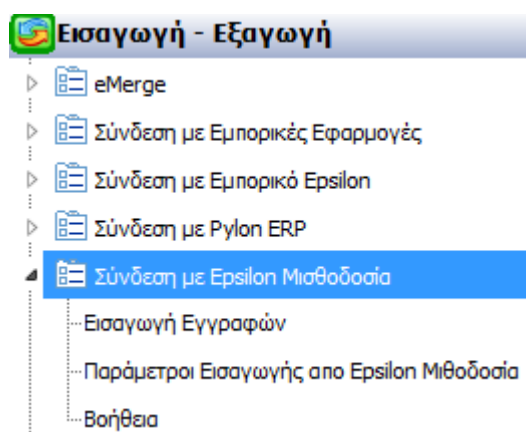 Εισαγωγή - Εξαγωγή
eMerge
Σύνδεση με Εμπορικές Εφαρμογές
Σύνδεση με Εμπορικό Epsilon
Σύνδεση με Pylon ERP
Σύνδεση με Epsilon Μισθοδοσία
Εισαγωγή Εγγραφών
Παράμετροι Εισαγωγής απο Epsilon Μιθοδοσία
Βοήθεια